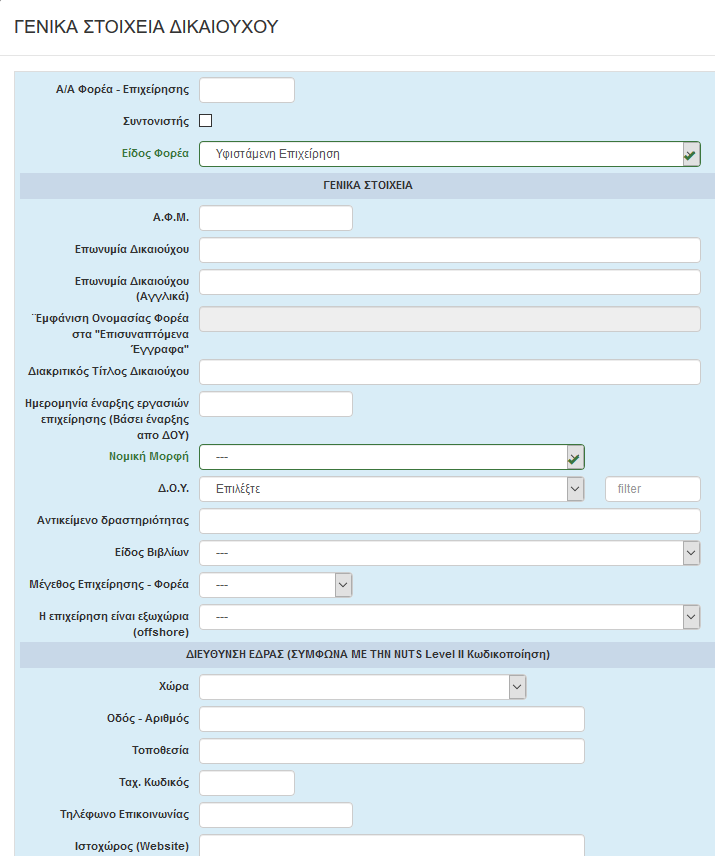 ΓΕΝΙΚΑ ΣΤΟΙΧΕΙΑ ΔΙΚΑΙΟΥΧΟΥ
Α/Α Φορέα - Επιχείρησης
Συντονιστής
Είδος Φορέα
Υφιστάμενη Επιχείρηση
ΓΕΝΙΚΑ ΣΤΟΙΧΕΙΑ
Α.Φ.Μ.
Επωνυμία Δικαιούχου
Επωνυμία Δικαιούχου
(Αγγλικά)
Έμφάνιση Ονομασίας Φορέα
στα "Επισυναπτόμενα
Έγγραφα"
Διακριτικός Τίτλος Δικαιούχου
Ημερομηνία έναρξης εργασιών
επιχείρησης (Βάσει έναρξης
απο ΔΟΥ)
Νομική Μορφή
---
Δ.Ο.Υ.
Επιλέξτε
filter
Αντικείμενο δραστηριότητας
Είδος Βιβλίων
---
Μέγεθος Επιχείρησης - Φορέα
---
Η επιχείρηση είναι εξωχώρια
(offshore)
---
ΔΙΕΥΘΥΝΣΗ ΕΔΡΑΣ (ΣΥΜΦΩΝΑ ΜΕ ΤΗΝ NUTS Level II Κωδικοποίηση)
Χώρα
Οδός - Αριθμός
Τοποθεσία
Ταχ. Κωδικός
Τηλέφωνο Επικοινωνίας
Ιστοχώρος (Website)